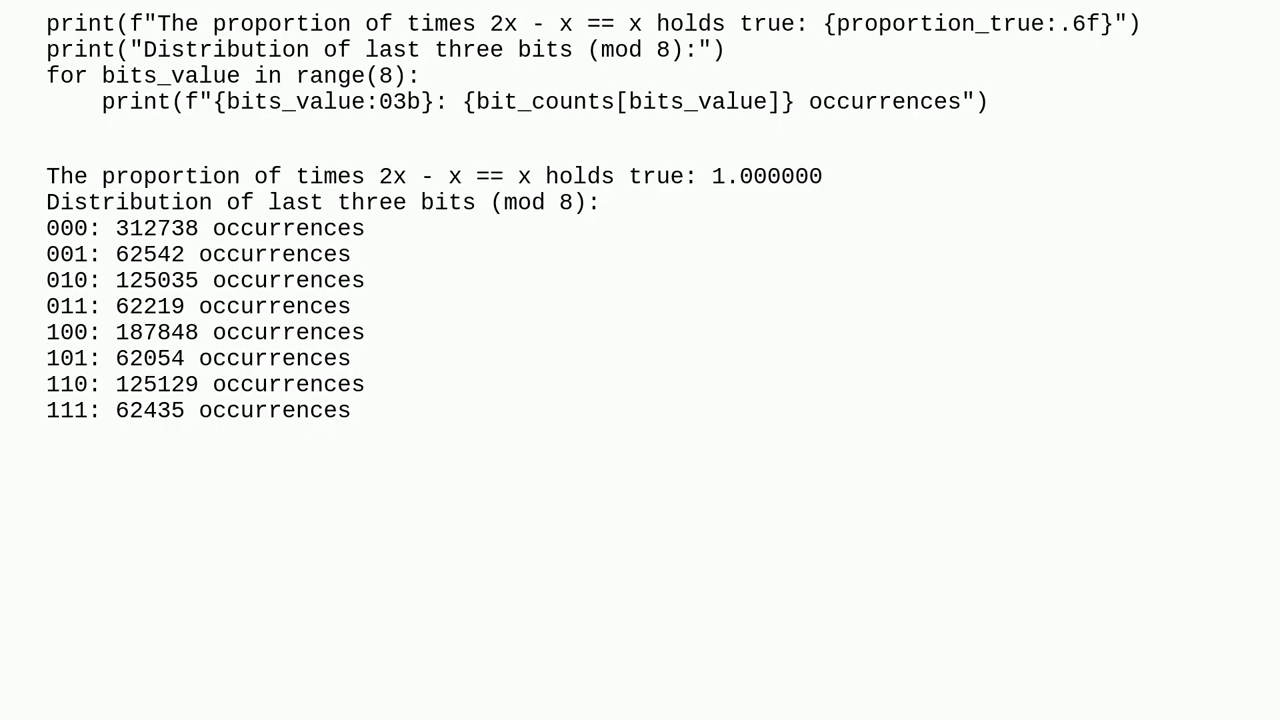 print(f"The proportion of times 2x - x == x holds true: {proportion_true:.6f}")
print("Distribution of last three bits (mod 8):")
for bits_value in range(8):
    print(f"{bits_value:03b}: {bit_counts[bits_value]} occurrences")
The proportion of times 2x - x == x holds true: 1.000000
Distribution of last three bits (mod 8):
000: 312738 occurrences
001: 62542 occurrences
010: 125035 occurrences
011: 62219 occurrences
100: 187848 occurrences
101: 62054 occurrences
110: 125129 occurrences
111: 62435 occurrences